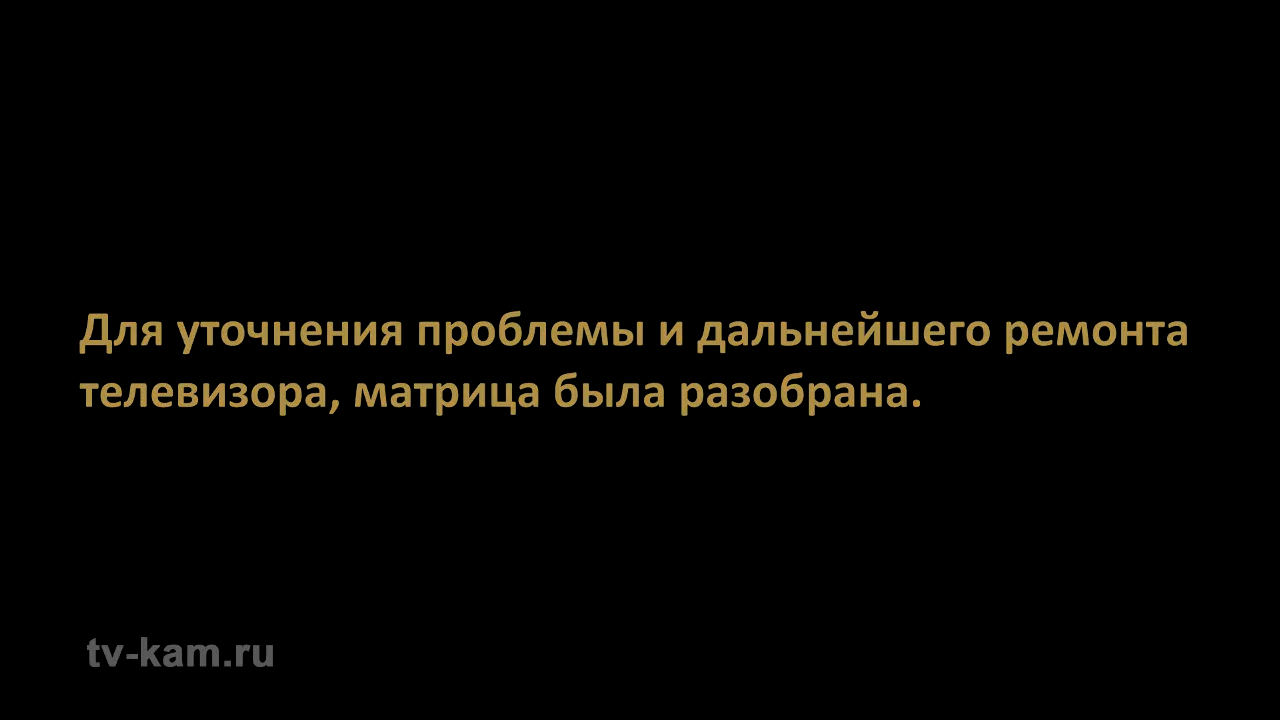 Для уточнения проблемы и дальнейшего ремонта
телевизора, матрица была разобрана.
tv-kam.ru